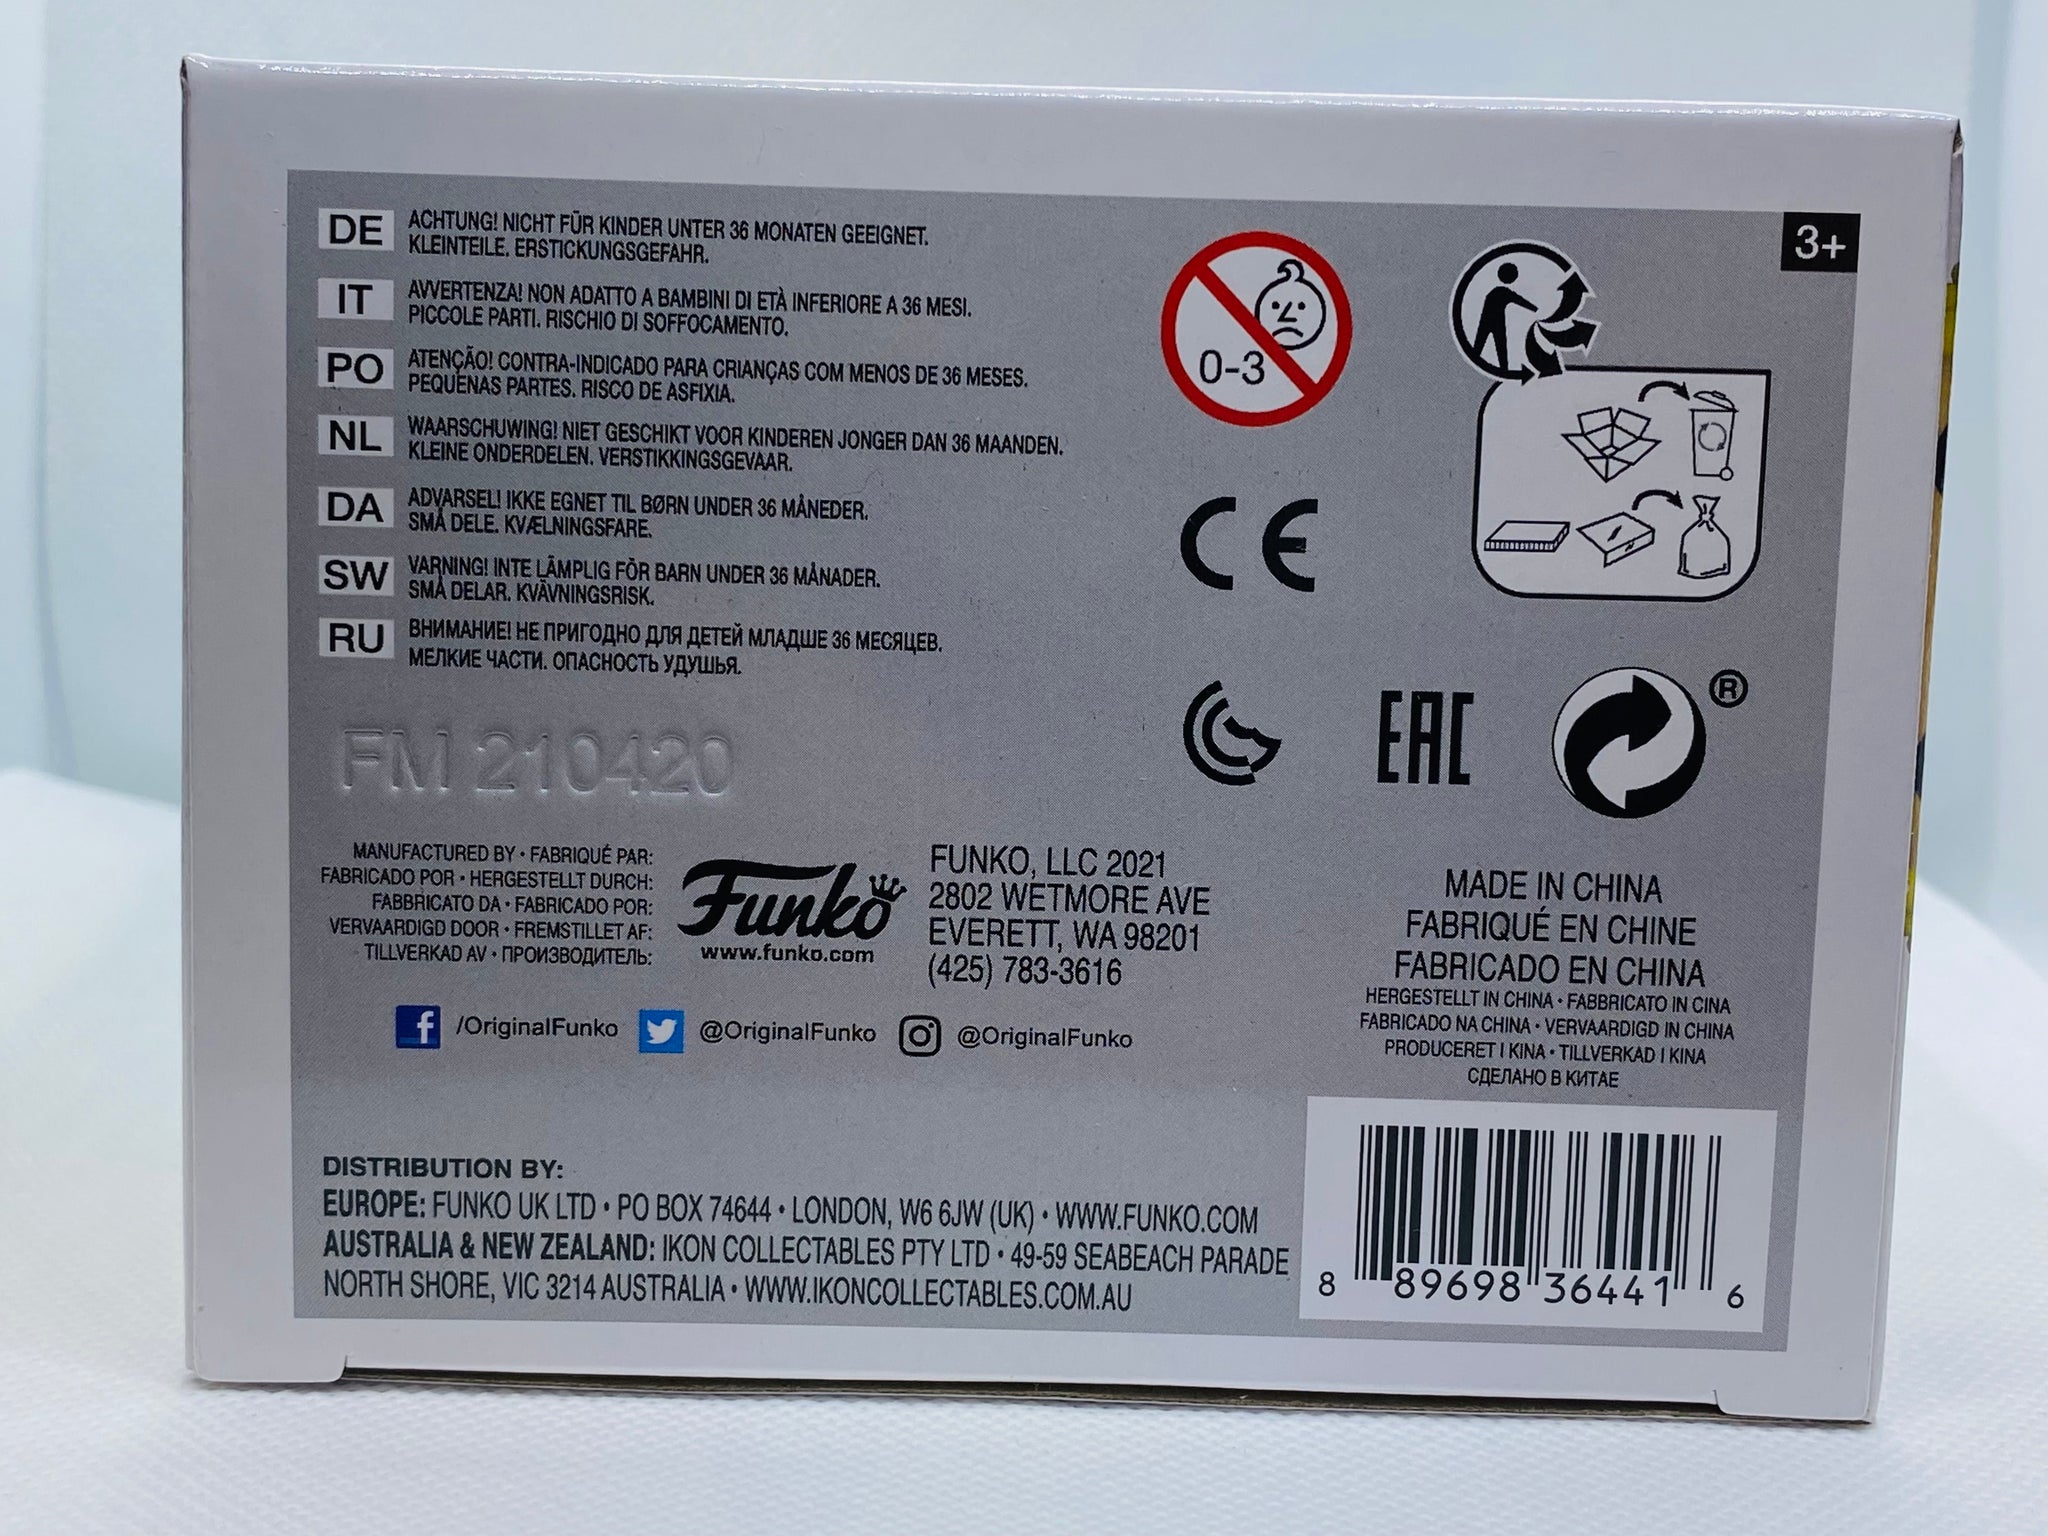 DE ACHTUNG! NICHT FÜR KINDER UNTER 36 MONATEN GEEIGNET.
KLEINTEILE. ERSTICKUNGSGEFAHR.
IT AVVERTENZA! NON ADATTO A BAMBINI DI ETÀ INFERIORE A 36 MESI.
PICCOLE PARTI. RISCHIO DI SOFFOCAMENTO.
PO ATENÇÃO! CONTRA-INDICADO PARA CRIANÇAS COM MENOS DE 36 MESES.
PEQUENAS PARTES. RISCO DE ASFIXIA.
NL WAARSCHUWING! NIET GESCHIKT VOOR KINDEREN JONGER DAN 36 MAANDEN.
KLEINE ONDERDELEN. VERSTIKKINGSGEVAAR.
DA ADVARSEL! IKKE EGNET TIL BØRN UNDER 36 MÅNEDER.
SMÅ DELE. KVÆLNINGSFARE.
SW VARNING! INTE LÄMPLIG FÖR BARN UNDER 36 MÅNADER.
SMÅ DELAR. KVÄVNINGSRISK.
RU ВНИМАНИЕ! НЕ ПРИГОДНО ДЛЯ ДЕТЕЙ МЛАДШЕ 36 МЕСЯЦЕВ.
МЕЛКИЕ ЧАСТИ. ОПАСНОСТЬ УДУШЬЯ.
FM 210420
0-3
3+
CE
EAC
®
MANUFACTURED BY • FABRIQUÉ PAR:
FABRICADO POR • HERGESTELLT DURCH:
FABBRICATO DA • FABRICADO POR:
VERVAARDIGD DOOR • FREMSTILLET AF:
TILLVERKAD AV • ПРОИЗВОДИТЕЛЬ:
Funko
www.funko.com
FUNKO, LLC 2021
2802 WETMORE AVE
EVERETT, WA 98201
(425) 783-3616
f /OriginalFunko @OriginalFunko @OriginalFunko
MADE IN CHINA
FABRIQUÉ EN CHINE
FABRICADO EN CHINA
HERGESTELLT IN CHINA • FABBRICATO IN CINA
FABRICADO NA CHINA • VERVAARDIGD IN CHINA
PRODUCERET I KINA • TILLVERKAD I KINA
СДЕЛАНО В КИТАЕ
DISTRIBUTION BY:
EUROPE: FUNKO UK LTD • PO BOX 74644 • LONDON, W6 6JW (UK) • WWW.FUNKO.COM
AUSTRALIA & NEW ZEALAND: IKON COLLECTABLES PTY LTD • 49-59 SEABEACH PARADE
NORTH SHORE, VIC 3214 AUSTRALIA • WWW.IKONCOLLECTABLES.COM.AU
8 89698 36441 6